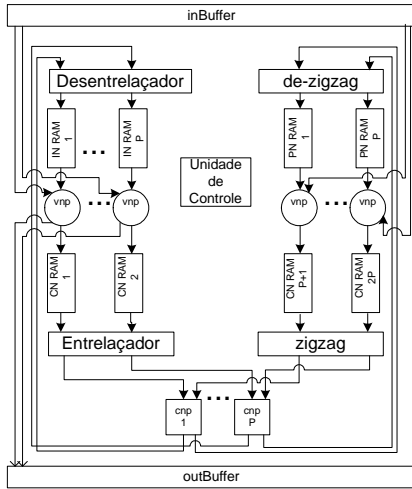 inBuffer
Desentrelaçador
de-zigzag
IN RAM
1
IN RAM
P
PN RAM
1
PN RAM
P
...
Unidade
de
Controle
vnp
...
vnp
vnp
...
vnp
CN RAM
1
CN RAM
2
CN RAM
P+1
CN RAM
2P
Entrelaçador
zigzag
...
cnp
1
cnp
P
outBuffer